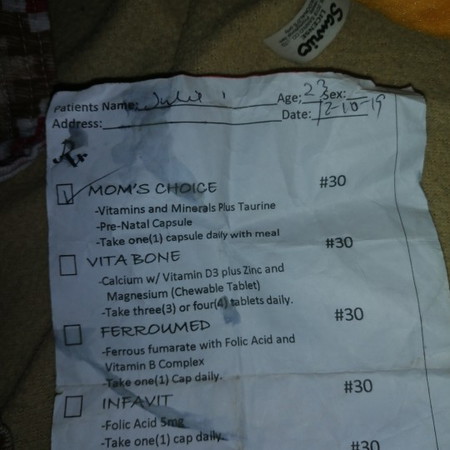 Sanrio
Patients Name: Julie Age: 23 Sex:
Address: Date: 12-10-19
Rx
MOM'S CHOICE #30
-Vitamins and Minerals Plus Taurine
-Pre-Natal Capsule
-Take one(1) capsule daily with meal
VITA BONE #30
-Calcium w/ Vitamin D3 plus Zinc and
Magnesium (Chewable Tablet)
-Take three(3) or four(4) tablets daily.
FERROUMED #30
-Ferrous fumarate with Folic Acid and
Vitamin B Complex
-Take one(1) Cap daily.
INFAVIT #30
-Folic Acid 5mg
-Take one(1) cap daily.
#30